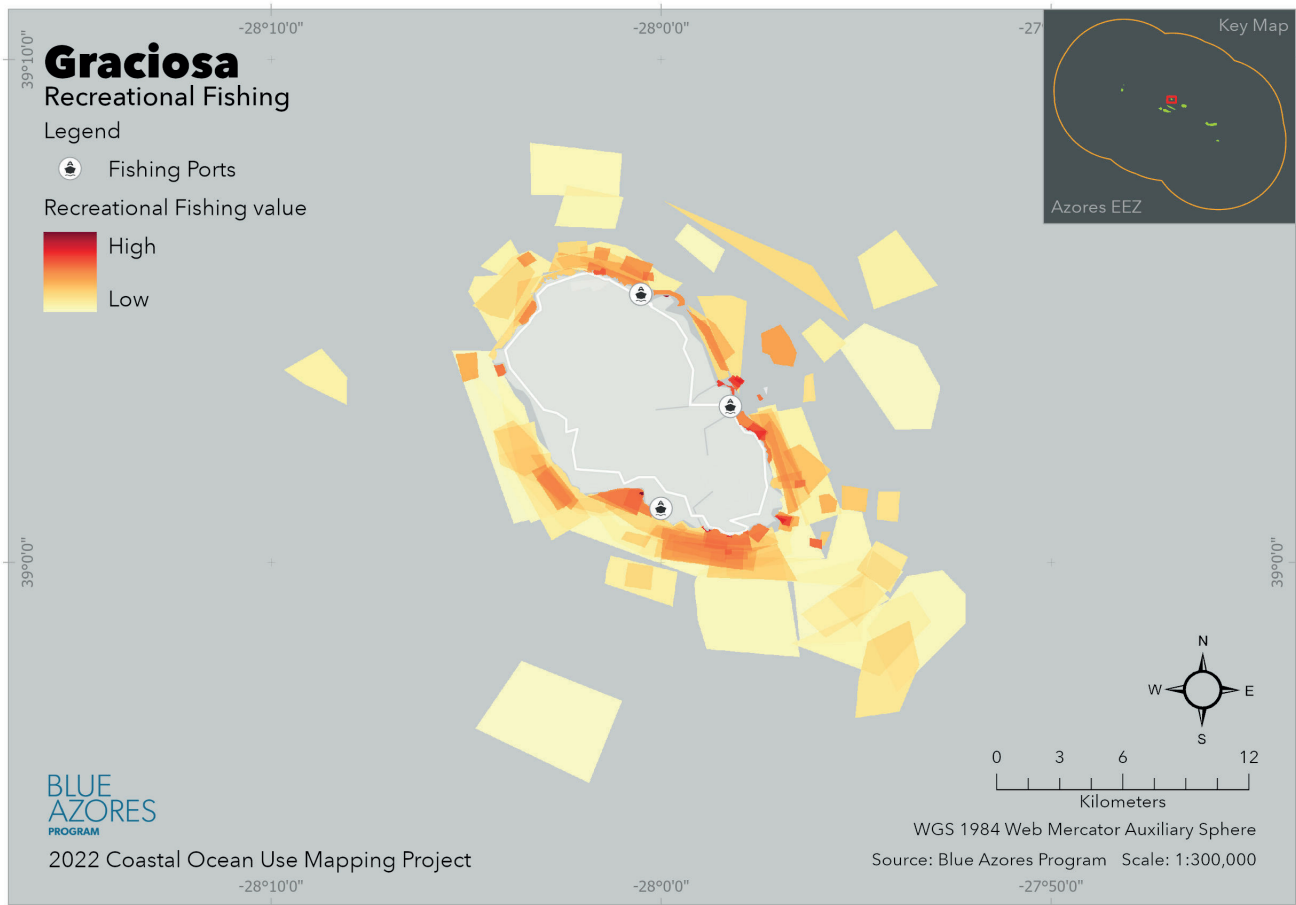 -28°10'0"
-28°0'0"
-27°
39°10'0"
Key Map
Graciosa
Recreational Fishing
Legend
Fishing Ports
Recreational Fishing value
High
Low
Azores EEZ
39°0'0"
39°0'0"
N
W
E
S
0 3 6 12
Kilometers
BLUE
AZORES
PROGRAM
WGS 1984 Web Mercator Auxiliary Sphere
2022 Coastal Ocean Use Mapping Project
Source: Blue Azores Program Scale: 1:300,000
-28°10'0"
-28°0'0"
-27°50'0"